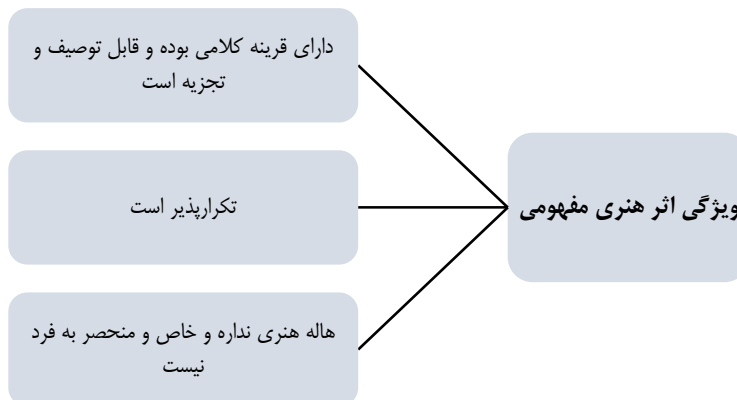 ویژگی اثر هنری مفهومی
دارای قرینه کلامی بوده و قابل توصیف و
تجزیه است
تکرارپذیر است
هاله هنری نداره و خاص و منحصر به فرد
نیست